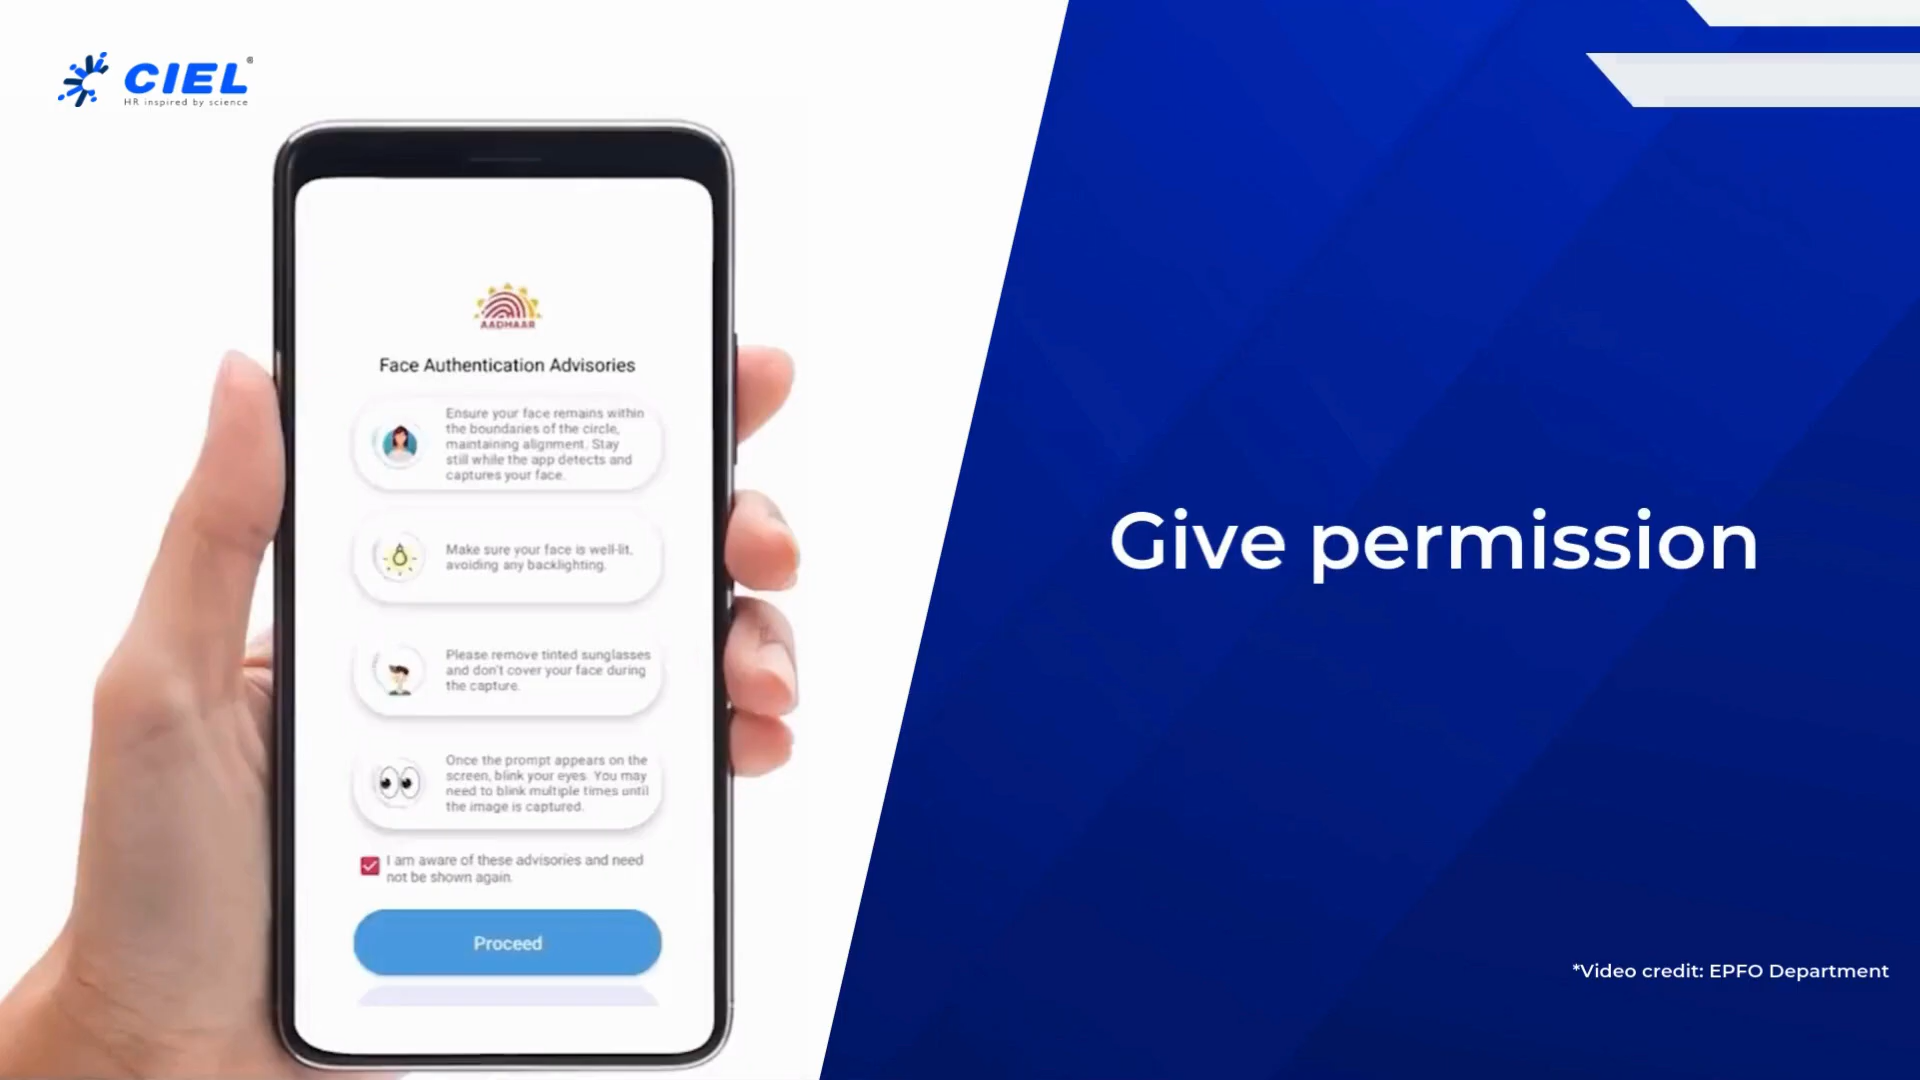 CIEL®
HR inspired by science
AADHAAR
Face Authentication Advisories
Ensure your face remains within
the boundaries of the circle,
maintaining alignment. Stay
still while the app detects and
captures your face.
Make sure your face is well-lit,
avoiding any backlighting.
Please remove tinted sunglasses
and don't cover your face during
the capture.
Once the prompt appears on the
screen, blink your eyes. You may
need to blink multiple times until
the image is captured.
I am aware of these advisories and need
not be shown again.
Proceed
Give permission
*Video credit: EPFO Department